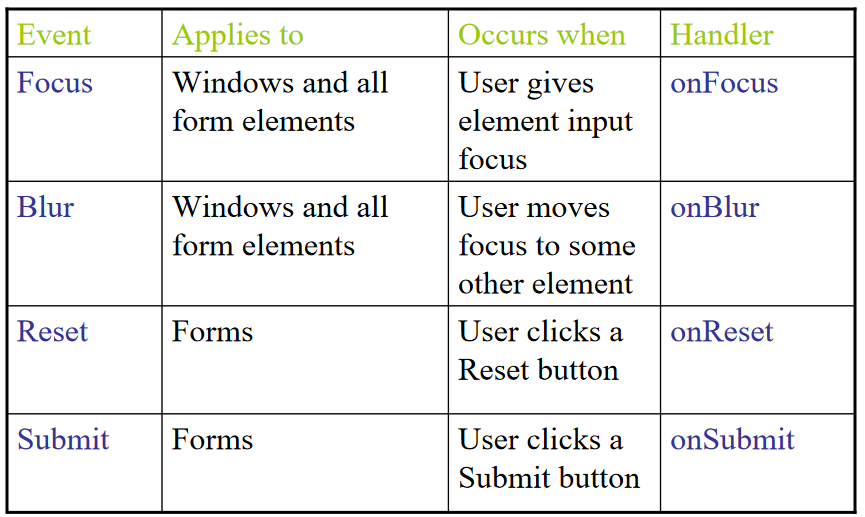 Event Applies to Occurs when Handler
Focus Windows and all form elements User gives element input focus onFocus
Blur Windows and all form elements User moves focus to some other element onBlur
Reset Forms User clicks a Reset button onReset
Submit Forms User clicks a Submit button onSubmit